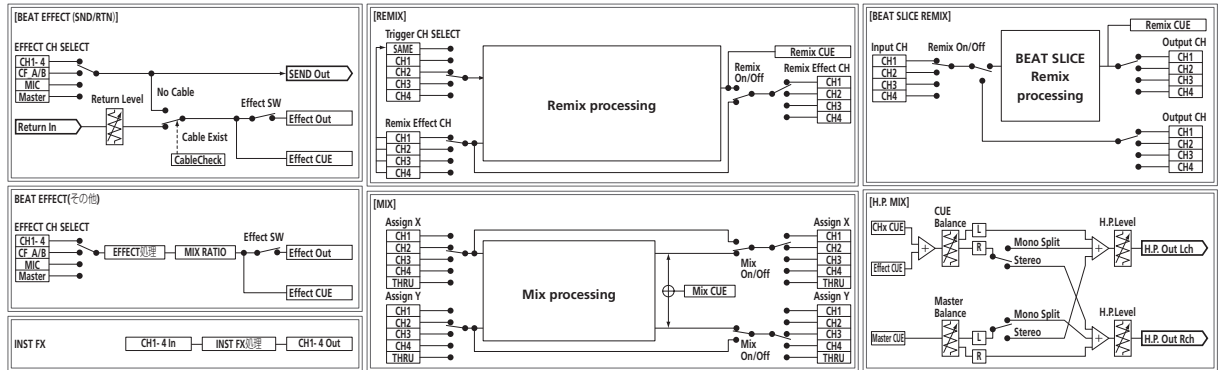 [BEAT EFFECT (SND/RTN)]
EFFECT CH SELECT
CH1- 4
CF_A/B
MIC
Master
SEND Out
Return Level
No Cable
Effect SW
Return In
Effect Out
Cable Exist
CableCheck
Effect CUE
BEAT EFFECT(その他)
EFFECT CH SELECT
CH1- 4
CF_A/B
MIC
Master
EFFECT処理
MIX RATIO
Effect SW
Effect Out
Effect CUE
INST FX
CH1- 4 In
INST FX処理
CH1- 4 Out
[REMIX]
Trigger CH SELECT
SAME
CH1
CH2
CH3
CH4
Remix processing
Remix CUE
Remix
On/Off
Remix Effect CH
CH1
CH2
CH3
CH4
Remix Effect CH
CH1
CH2
CH3
CH4
[MIX]
Assign X
CH1
CH2
CH3
CH4
THRU
Assign Y
CH1
CH2
CH3
CH4
THRU
Mix processing
Mix CUE
Mix
On/Off
Mix
On/Off
Assign X
CH1
CH2
CH3
CH4
THRU
Assign Y
CH1
CH2
CH3
CH4
THRU
[BEAT SLICE REMIX]
Remix CUE
Input CH
CH1
CH2
CH3
CH4
Remix On/Off
BEAT SLICE
Remix
processing
Output CH
CH1
CH2
CH3
CH4
Output CH
CH1
CH2
CH3
CH4
[H.P. MIX]
CHx CUE
Effect CUE
CUE
Balance
L
R
Mono Split
Stereo
H.P.Level
H.P. Out Lch
Master
Balance
Master CUE
L
R
Mono Split
Stereo
H.P.Level
H.P. Out Rch